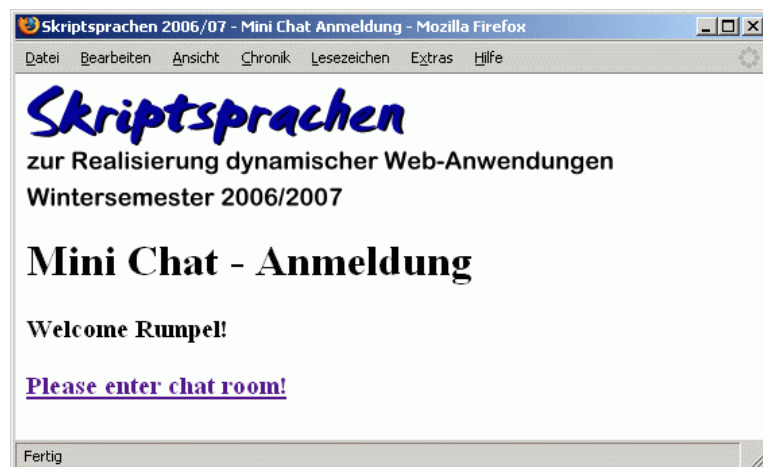 Skriptsprachen 2006/07 - Mini Chat Anmeldung - Mozilla Firefox
Datei Bearbeiten Ansicht Chronik Lesezeichen Extras Hilfe
Skriptsprachen
zur Realisierung dynamischer Web-Anwendungen
Wintersemester 2006/2007
Mini Chat - Anmeldung
Welcome Rumpel!
Please enter chat room!
Fertig